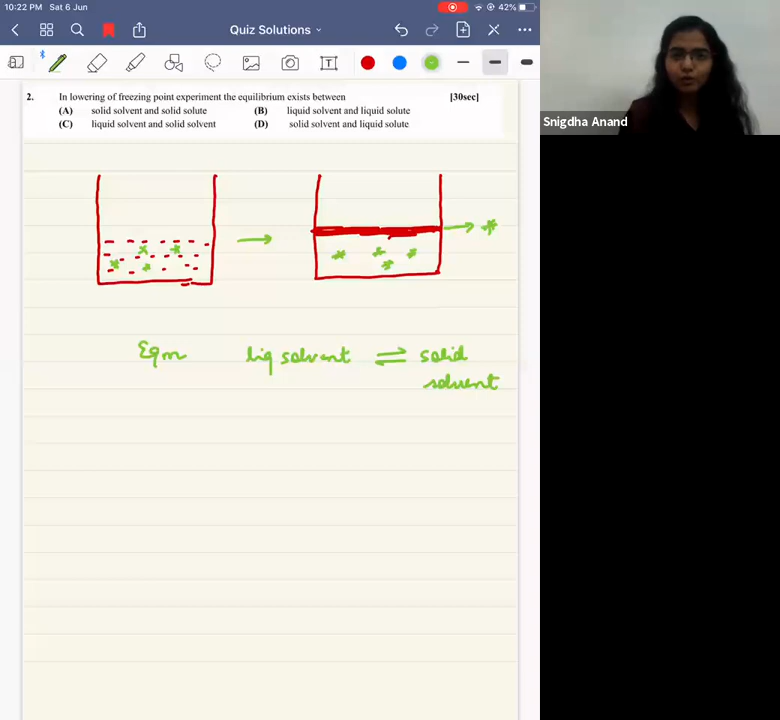 10:22 PM Sat 6 Jun
42%
Quiz Solutions
T
Snigdha Anand
2. In lowering of freezing point experiment the equilibrium exists between [30sec]
(A) solid solvent and solid solute (B) liquid solvent and liquid solute
(C) liquid solvent and solid solvent (D) solid solvent and liquid solute
Eqm liq solvent ⇌ solid
solvent